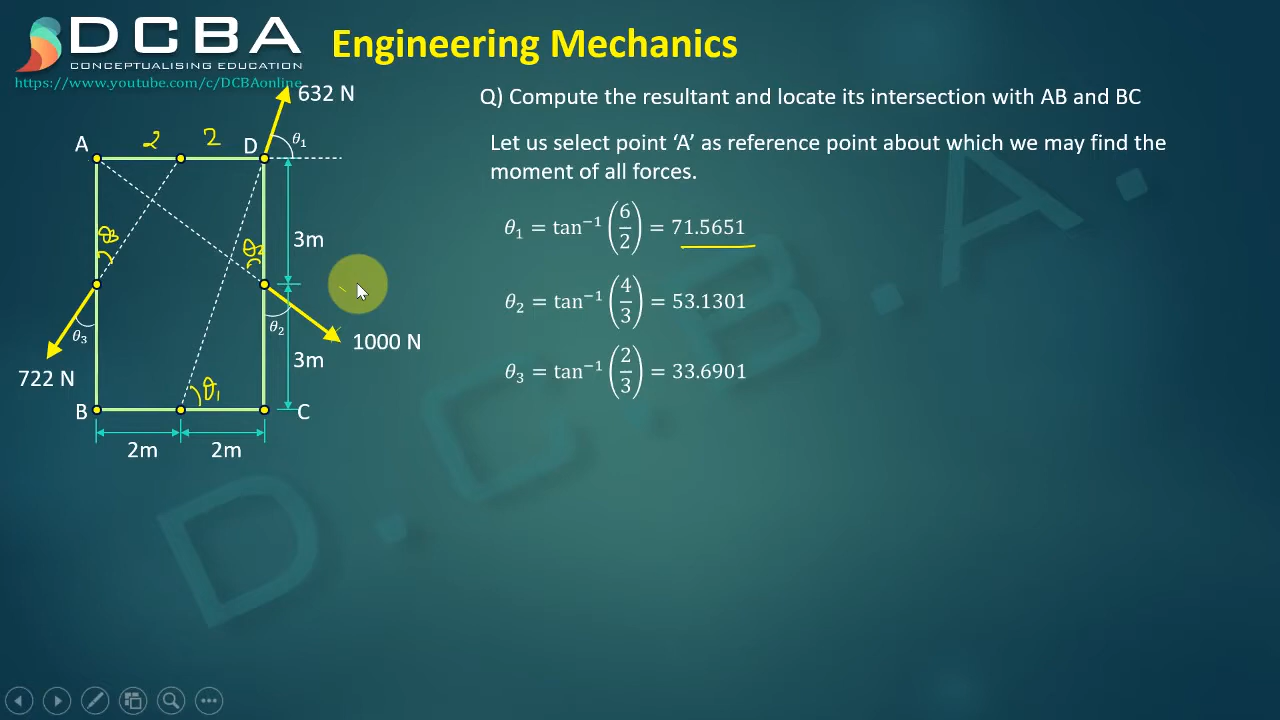 DCBA
CONCEPTUALISING EDUCATION
https://www.youtube.com/c/DCBAonline
Engineering Mechanics
Q) Compute the resultant and locate its intersection with AB and BC
Let us select point ‘A’ as reference point about which we may find the
moment of all forces.
θ₁ = tan⁻¹ (6/2) = 71.5651
θ₂ = tan⁻¹ (4/3) = 53.1301
θ₃ = tan⁻¹ (2/3) = 33.6901
632 N
A 2 2 D θ₁
θ₃ θ₂ 3m
θ₃ θ₂ 1000 N
722 N 3m
θ₁
B C
2m 2m
D.C.B.A.